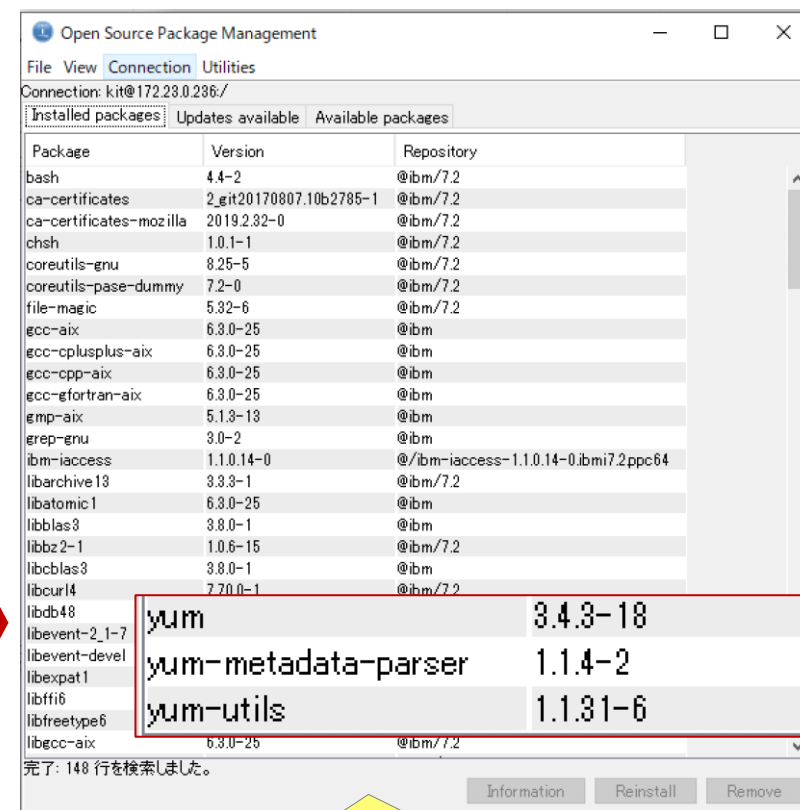 Open Source Package Management
File View Connection Utilities
Connection: kit@172.23.0.236:/
Installed packages Updates available Available packages
Package Version Repository
bash 4.4-2 @ibm/7.2
ca-certificates 2_git20170807.10b2785-1 @ibm/7.2
ca-certificates-mozilla 2019.2.32-0 @ibm/7.2
chsh 1.0.1-1 @ibm/7.2
coreutils-gnu 8.25-5 @ibm/7.2
coreutils-pase-dummy 7.2-0 @ibm/7.2
file-magic 5.32-6 @ibm/7.2
gcc-aix 6.3.0-25 @ibm
gcc-cplusplus-aix 6.3.0-25 @ibm
gcc-cpp-aix 6.3.0-25 @ibm
gcc-gfortran-aix 6.3.0-25 @ibm
gmp-aix 5.1.3-13 @ibm
grep-gnu 3.0-2 @ibm
ibm-iaccess 1.1.0.14-0 @/ibm-iaccess-1.1.0.14-0.ibmi7.2.ppc64
libarchive13 3.3.3-1 @ibm/7.2
libatomic1 6.3.0-25 @ibm
libblas3 3.8.0-1 @ibm
libbz2-1 1.0.6-15 @ibm/7.2
libcblas3 3.8.0-1 @ibm
libcurl4 7.70.0-1 @ibm/7.2
libdb48
libevent-2_1-7
libevent-devel
libexpat1
libffi6
libfreetype6
yum 3.4.3-18
yum-metadata-parser 1.1.4-2
yum-utils 1.1.31-6
libgcc-aix 6.3.0-25 @ibm/7.2
完了: 148 行を検索しました。
Information Reinstall Remove